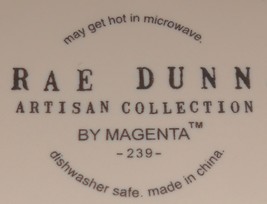 may get hot in microwave.
RAE DUNN
ARTISAN COLLECTION
BY MAGENTA™
-239-
dishwasher safe. made in china.